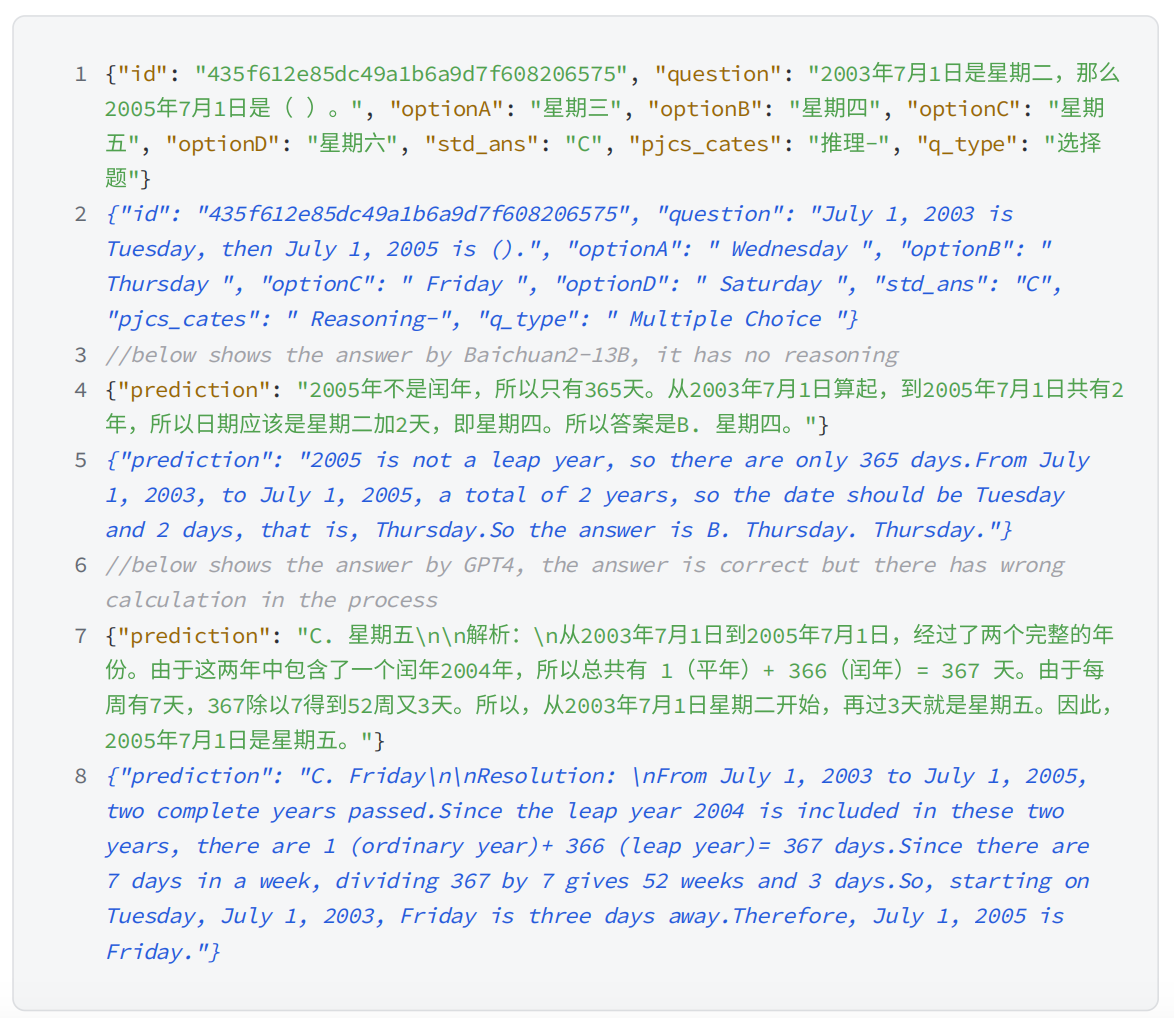 1 {"id": "435f612e85dc49a1b6a9d7f608206575", "question": "2003年7月1日是星期二，那么
2005年7月1日是（ ）。", "optionA": "星期三", "optionB": "星期四", "optionC": "星期
五", "optionD": "星期六", "std_ans": "C", "pjcs_cates": "推理-", "q_type": "选择
题"}
2 {"id": "435f612e85dc49a1b6a9d7f608206575", "question": "July 1, 2003 is
Tuesday, then July 1, 2005 is ().", "optionA": " Wednesday ", "optionB": "
Thursday ", "optionC": " Friday ", "optionD": " Saturday ", "std_ans": "C",
"pjcs_cates": " Reasoning-", "q_type": " Multiple Choice "}
3 //below shows the answer by Baichuan2-13B, it has no reasoning
4 {"prediction": "2005年不是闰年，所以只有365天。从2003年7月1日算起，到2005年7月1日共有2
年，所以日期应该是星期二加2天，即星期四。所以答案是B. 星期四。"}
5 {"prediction": "2005 is not a leap year, so there are only 365 days.From July
1, 2003, to July 1, 2005, a total of 2 years, so the date should be Tuesday
and 2 days, that is, Thursday.So the answer is B. Thursday. Thursday."}
6 //below shows the answer by GPT4, the answer is correct but there has wrong
calculation in the process
7 {"prediction": "C. 星期五\n\n解析：\n从2003年7月1日到2005年7月1日，经过了两个完整的年
份。由于这两年中包含了一个闰年2004年，所以总共有 1（平年）+ 366（闰年）= 367 天。由于每
周有7天，367除以7得到52周又3天。所以，从2003年7月1日星期二开始，再过3天就是星期五。因此，
2005年7月1日是星期五。"}
8 {"prediction": "C. Friday\n\nResolution: \nFrom July 1, 2003 to July 1, 2005,
two complete years passed.Since the leap year 2004 is included in these two
years, there are 1 (ordinary year)+ 366 (leap year)= 367 days.Since there are
7 days in a week, dividing 367 by 7 gives 52 weeks and 3 days.So, starting on
Tuesday, July 1, 2003, Friday is three days away.Therefore, July 1, 2005 is
Friday."}